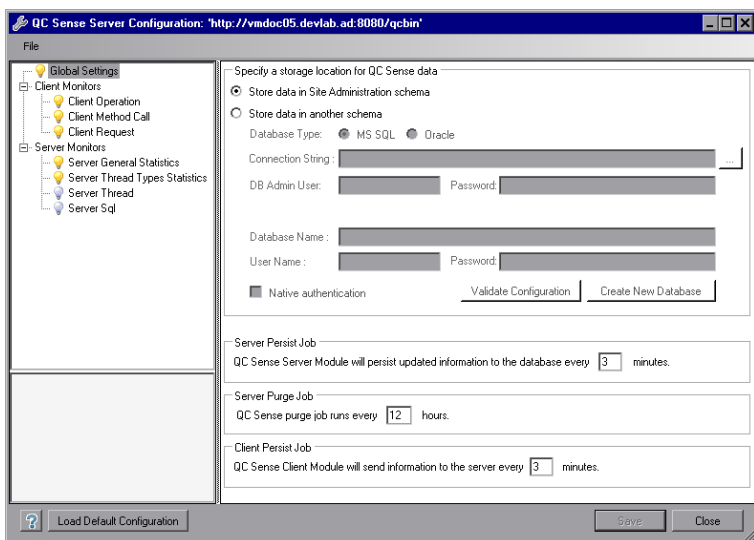 QC Sense Server Configuration: 'http://vmdoc05.devlab.ad:8080/qcbin'
File
Global Settings
Client Monitors
Client Operation
Client Method Call
Client Request
Server Monitors
Server General Statistics
Server Thread Types Statistics
Server Thread
Server Sql
Specify a storage location for QC Sense data
Store data in Site Administration schema
Store data in another schema
Database Type: MS SQL Oracle
Connection String : ...
DB Admin User: Password:
Database Name :
User Name : Password:
Native authentication Validate Configuration Create New Database
Server Persist Job
QC Sense Server Module will persist updated information to the database every 3 minutes.
Server Purge Job
QC Sense purge job runs every 12 hours.
Client Persist Job
QC Sense Client Module will send information to the server every 3 minutes.
? Load Default Configuration Save Close